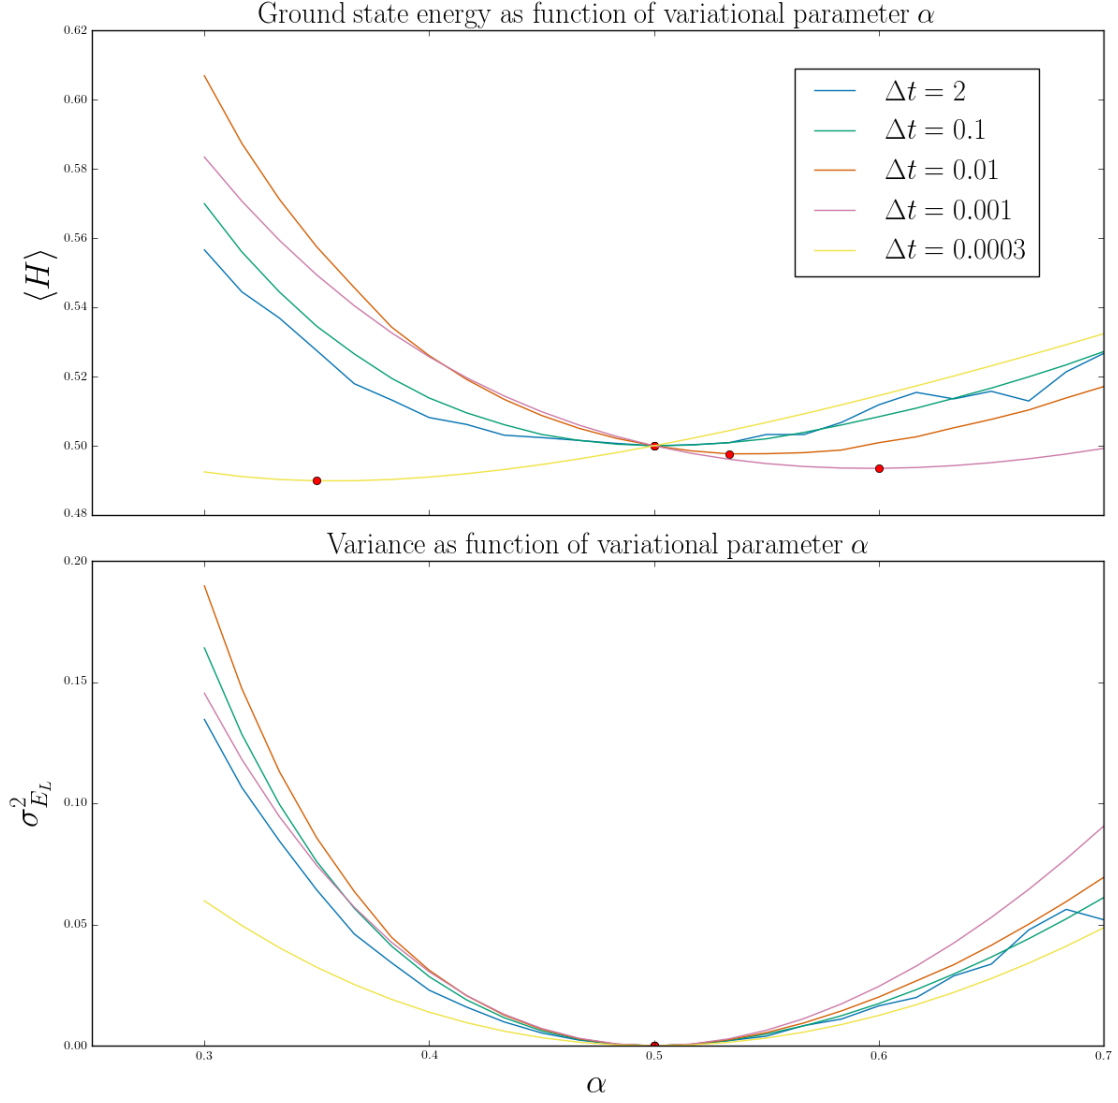 Ground state energy as function of variational parameter α
0.62
0.60
0.58
0.56
0.54
0.52
0.50
0.48
⟨H⟩
Δt = 2
Δt = 0.1
Δt = 0.01
Δt = 0.001
Δt = 0.0003
Variance as function of variational parameter α
0.20
0.15
0.10
0.05
0.00
σ²_{E_L}
0.3 0.4 0.5 0.6 0.7
α